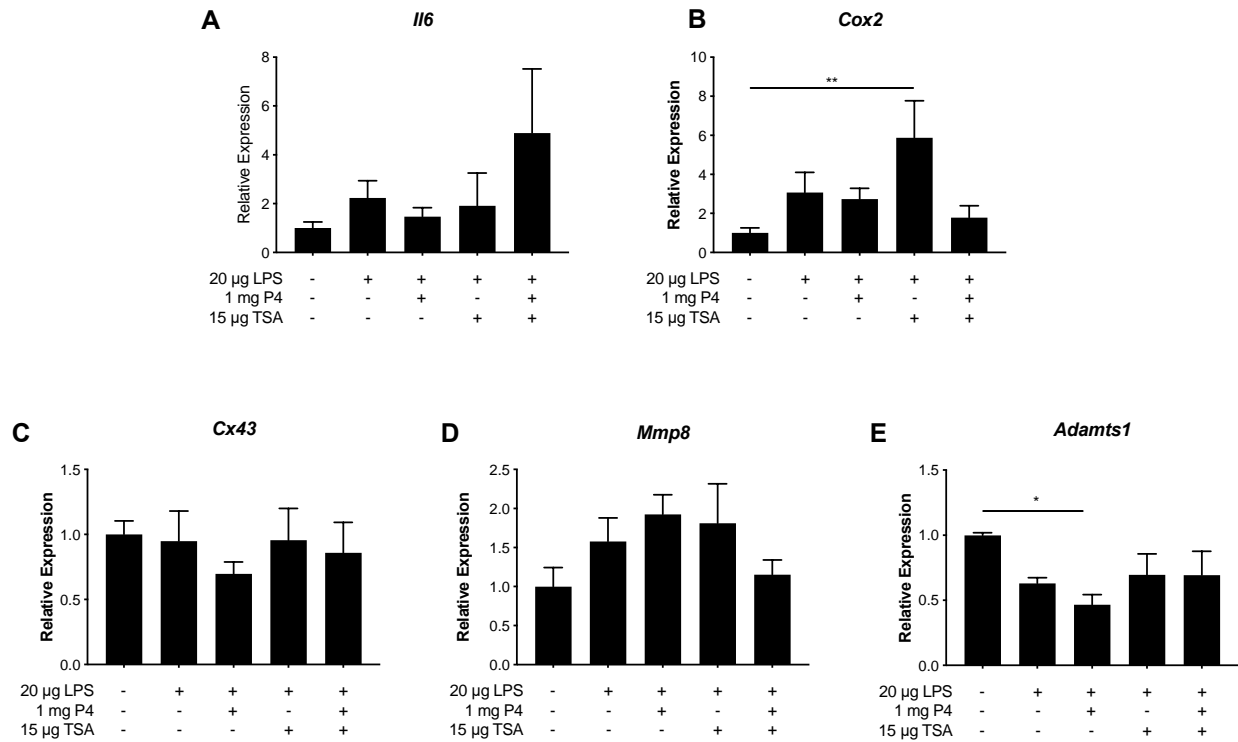 A
Il6
Relative Expression
8
6
4
2
0
20 µg LPS - + + + +
1 mg P4 - - + - +
15 µg TSA - - - + +
B
Cox2
Relative Expression
10
8
6
4
2
0
**
20 µg LPS - + + + +
1 mg P4 - - + - +
15 µg TSA - - - + +
C
Cx43
Relative Expression
1.5
1.0
0.5
0.0
20 µg LPS - + + + +
1 mg P4 - - + - +
15 µg TSA - - - + +
D
Mmp8
Relative Expression
2.5
2.0
1.5
1.0
0.5
0.0
20 µg LPS - + + + +
1 mg P4 - - + - +
15 µg TSA - - - + +
E
Adamts1
Relative Expression
1.5
1.0
0.5
0.0
*
20 µg LPS - + + + +
1 mg P4 - - + - +
15 µg TSA - - - + +